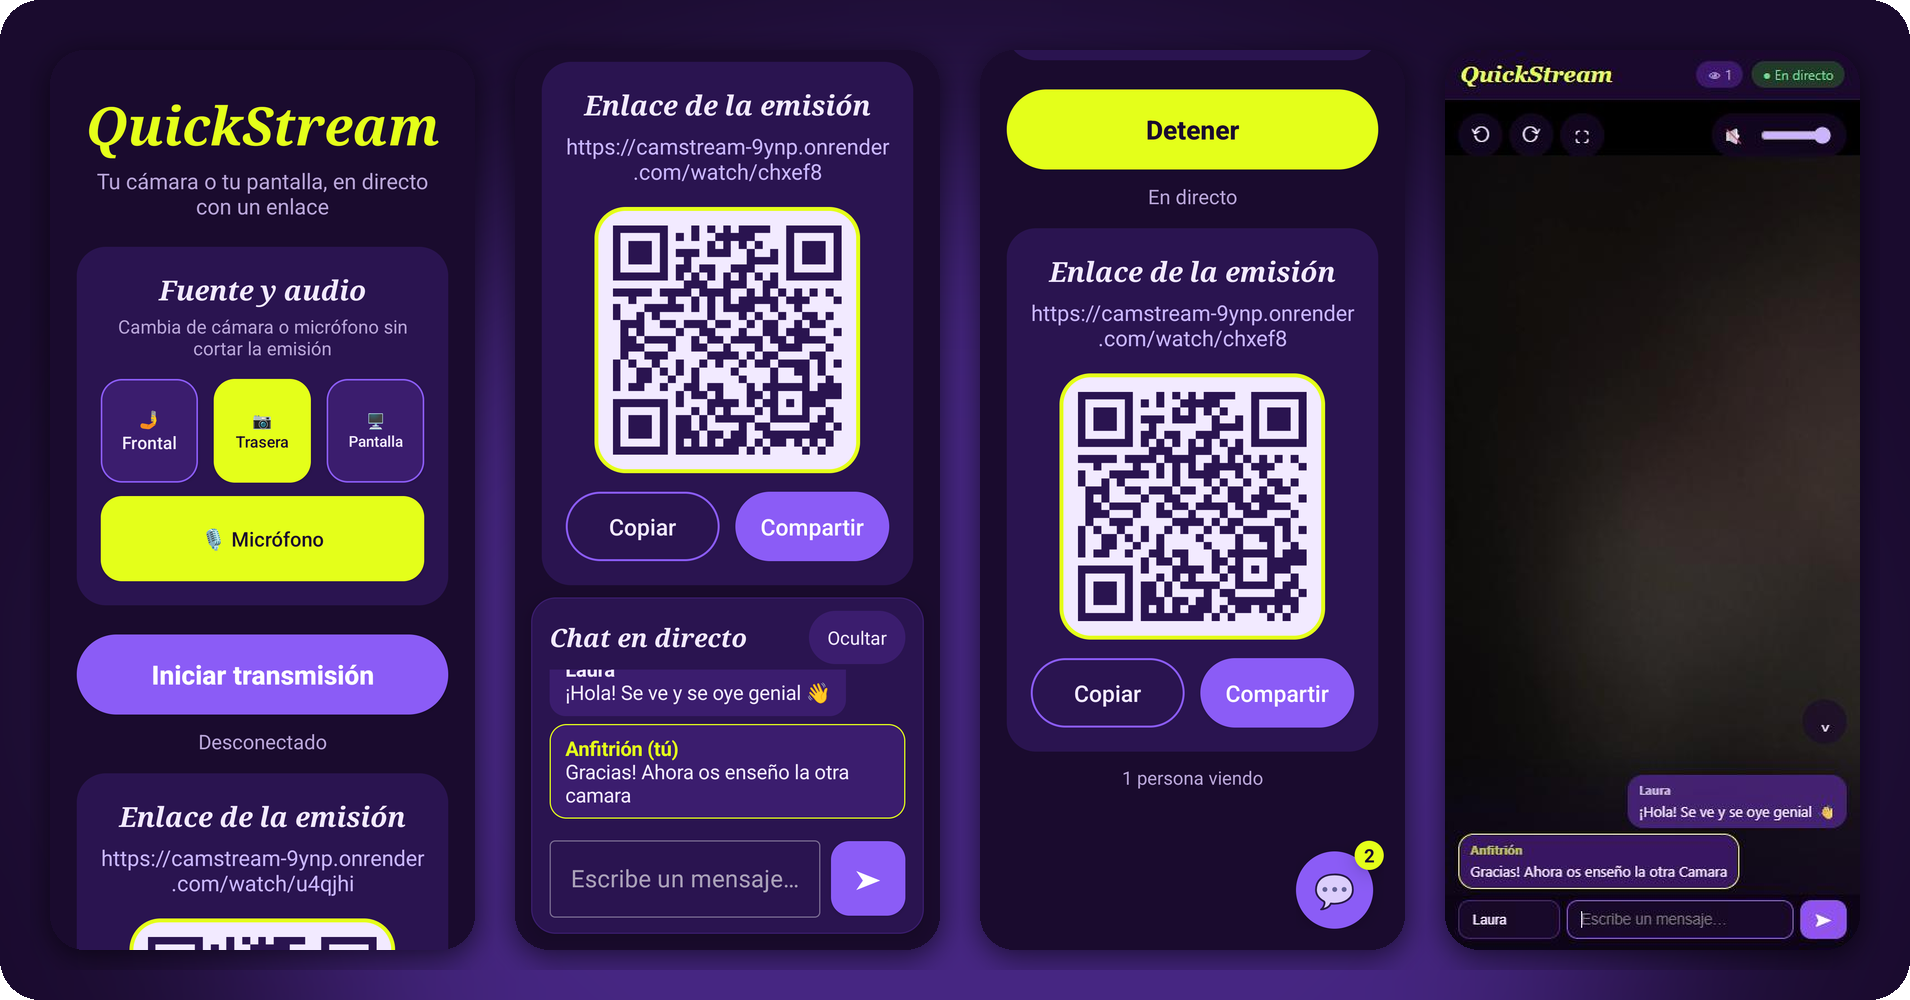 QuickStream
Tu cámara o tu pantalla, en directo
con un enlace
Fuente y audio
Cambia de cámara o micrófono sin
cortar la emisión
Frontal
Trasera
Pantalla
Micrófono
Iniciar transmisión
Desconectado
Enlace de la emisión
https://camstream-9ynp.onrender
.com/watch/u4qjhi
Enlace de la emisión
https://camstream-9ynp.onrender
.com/watch/chxef8
Copiar
Compartir
Chat en directo
Ocultar
Laura
¡Hola! Se ve y se oye genial 👋
Anfitrión (tú)
Gracias! Ahora os enseño la otra
camara
Escribe un mensaje...
Detener
En directo
Enlace de la emisión
https://camstream-9ynp.onrender
.com/watch/chxef8
Copiar
Compartir
1 persona viendo
2
QuickStream
1
• En directo
Laura
¡Hola! Se ve y se oye genial 👋
Anfitrión
Gracias! Ahora os enseño la otra Camara
Laura
Escribe un mensaje...